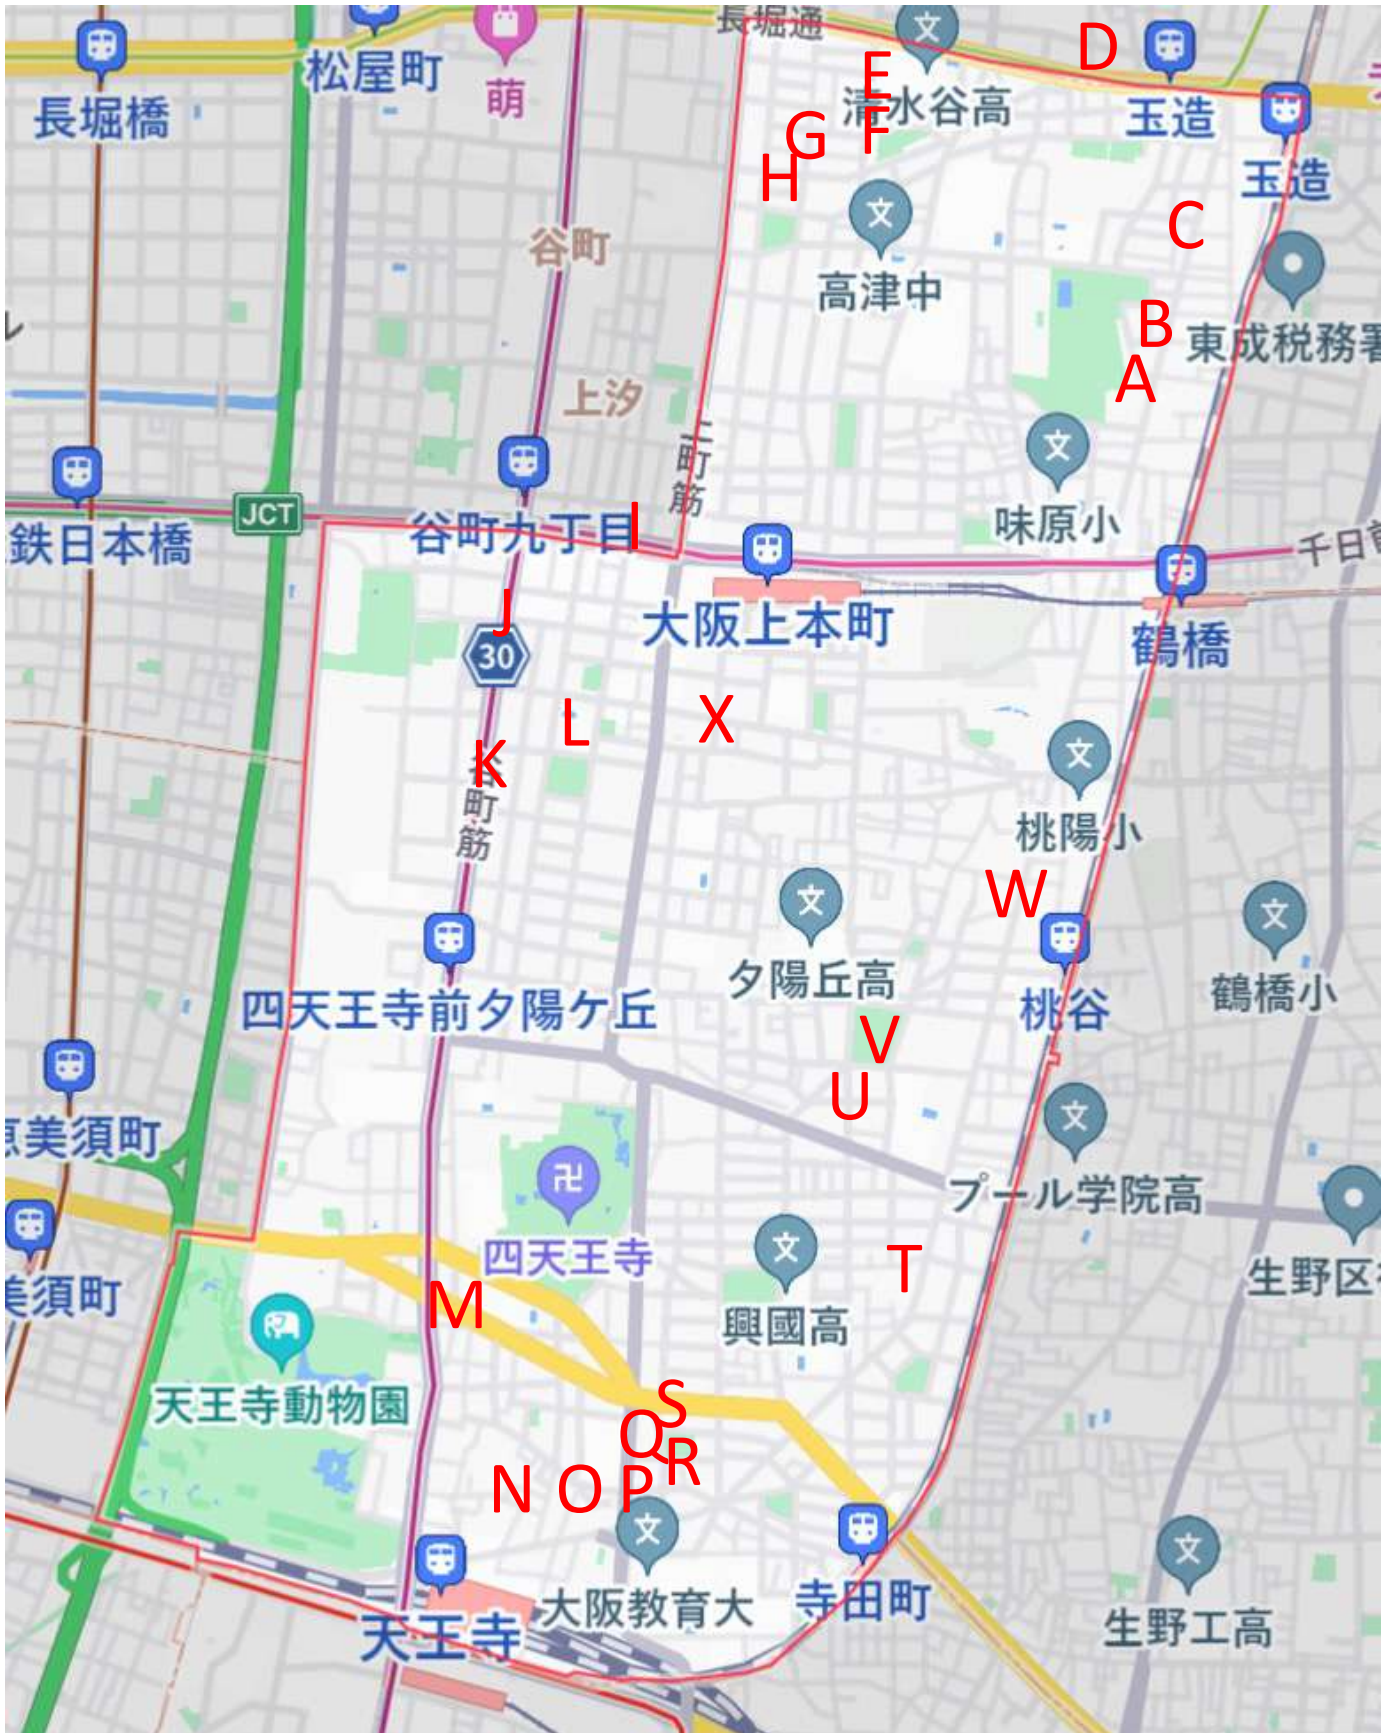 長堀通
D
松屋町
E
萌
清水谷高
長堀橋
玉造
F
G
玉造
H
C
谷町
高津中
B
東成税務署
A
上汐
三町筋
JCT
I
谷町九丁目
味原小
鉄日本橋
千日前
大阪上本町
J
鶴橋
30
L
X
K
谷町筋
桃陽小
W
夕陽丘高
鶴橋小
四天王寺前夕陽ケ丘
桃谷
V
U
恵美須町
プール学院高
四天王寺
T
生野区
美須町
M
興國高
天王寺動物園
S
Q
R
N
O
P
大阪教育大
寺田町
生野工高
天王寺